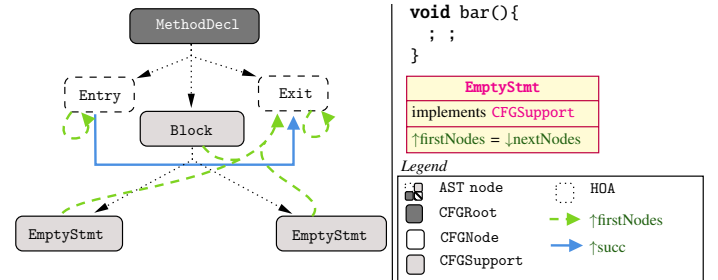 MethodDecl
Entry
Exit
Block
EmptyStmt
EmptyStmt
void bar(){
; ;
}
EmptyStmt
implements CFGSupport
↑firstNodes = ↓nextNodes
Legend
AST node
HOA
CFGRoot
↑firstNodes
CFGNode
↑succ
CFGSupport